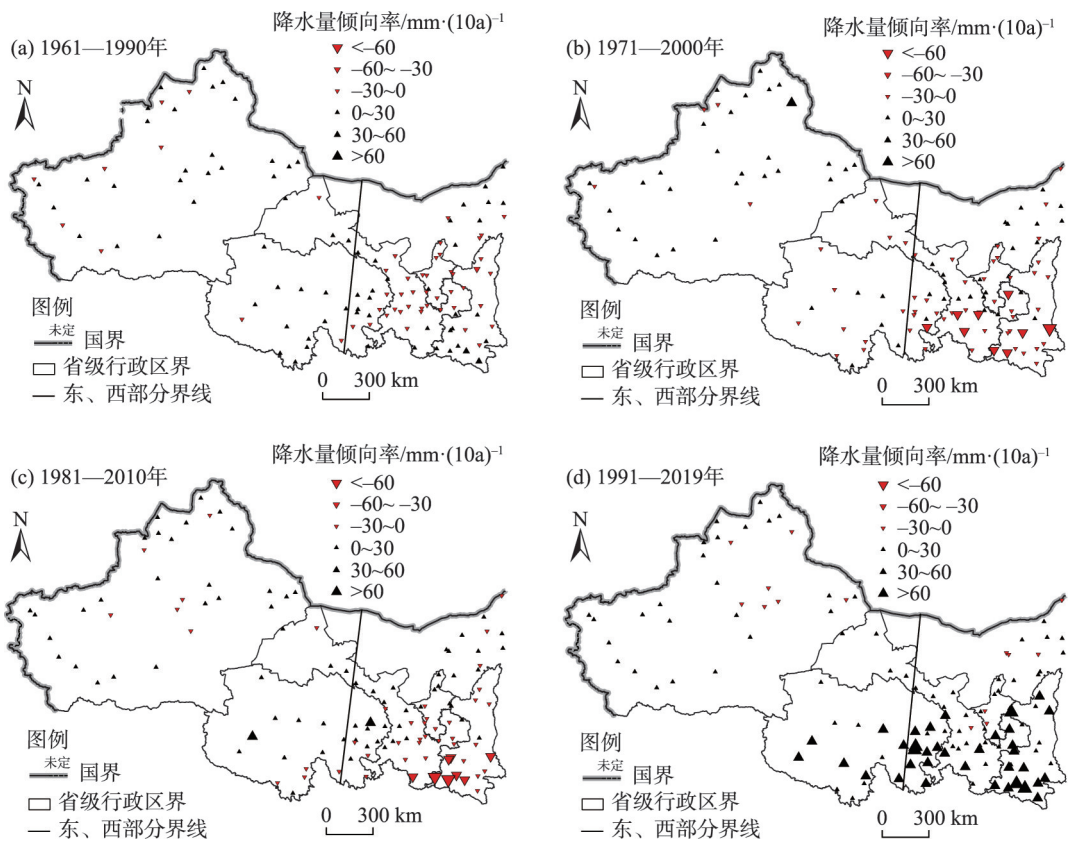 (a) 1961—1990年
降水量倾向率/mm·(10a)⁻¹
<–60
–60~ –30
–30~0
0~30
30~60
>60
N
图例
未定 国界
省级行政区界
东、西部分界线
0 300 km
(b) 1971—2000年
降水量倾向率/mm·(10a)⁻¹
<–60
–60~ –30
–30~0
0~30
30~60
>60
N
图例
未定 国界
省级行政区界
东、西部分界线
0 300 km
(c) 1981—2010年
降水量倾向率/mm·(10a)⁻¹
<–60
–60~ –30
–30~0
0~30
30~60
>60
N
图例
未定 国界
省级行政区界
东、西部分界线
0 300 km
(d) 1991—2019年
降水量倾向率/mm·(10a)⁻¹
<–60
–60~ –30
–30~0
0~30
30~60
>60
N
图例
未定 国界
省级行政区界
东、西部分界线
0 300 km